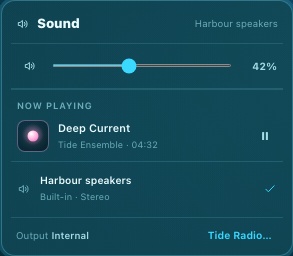 Sound
Harbour speakers
42%
NOW PLAYING
Deep Current
Tide Ensemble · 04:32
Harbour speakers
Built-in · Stereo
Output Internal
Tide Radio...